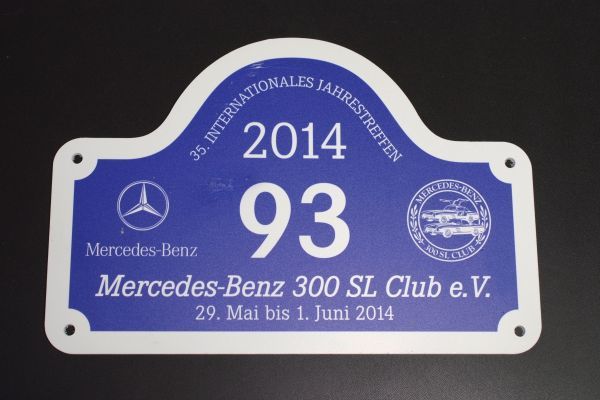 35. INTERNATIONALES JAHRESTREFFEN
2014
93
Mercedes-Benz
MERCEDES-BENZ
300 SL CLUB
Mercedes-Benz 300 SL Club e.V.
29. Mai bis 1. Juni 2014